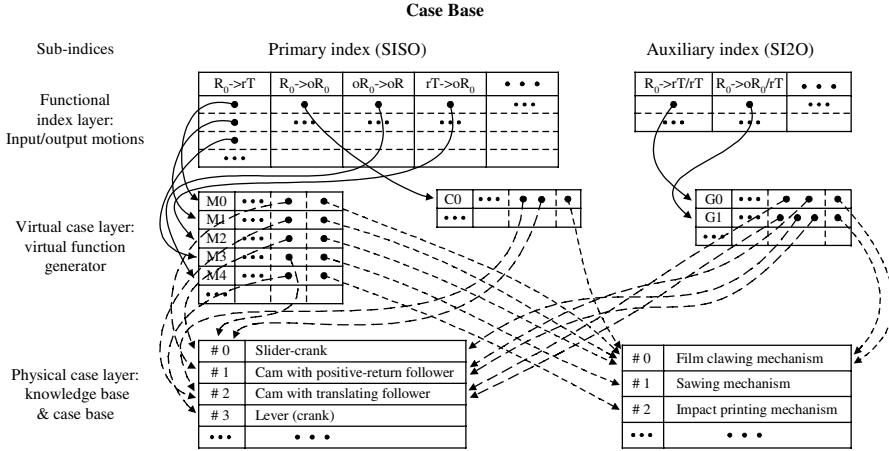 Case Base
Sub-indices
Primary index (SISO)
Auxiliary index (SI2O)
Functional
index layer:
Input/output motions
R₀->rT R₀->oR₀ oR₀->oR rT->oR₀ •••
•••
••• ••• •••
•••
R₀->rT/rT R₀->oR₀/rT •••
•••
••• •••
Virtual case layer:
virtual function
generator
M0 •••
M1 •••
M2 •••
M3 •••
M4 •••
•••
C0 •••
•••
G0 •••
G1 •••
•••
Physical case layer:
knowledge base
& case base
# 0 Slider-crank
# 1 Cam with positive-return follower
# 2 Cam with translating follower
# 3 Lever (crank)
••• •••
# 0 Film clawing mechanism
# 1 Sawing mechanism
# 2 Impact printing mechanism
••• •••